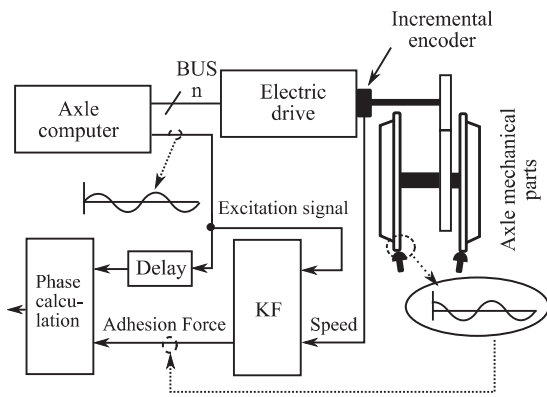 Incremental
encoder
BUS
n
Axle
computer
Electric
drive
Axle mechanical
parts
Excitation signal
Delay
Phase
calcu-
lation
KF
Adhesion Force
Speed